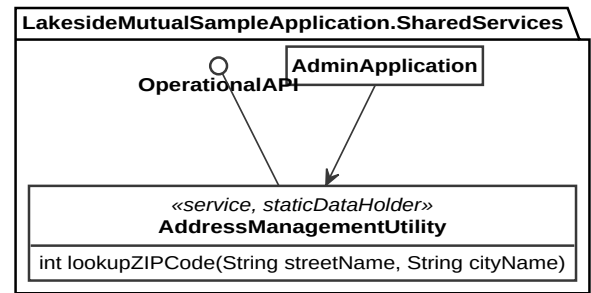 LakesideMutualSampleApplication.SharedServices
AdminApplication
OperationalAPI
«service, staticDataHolder»
AddressManagementUtility
int lookupZIPCode(String streetName, String cityName)